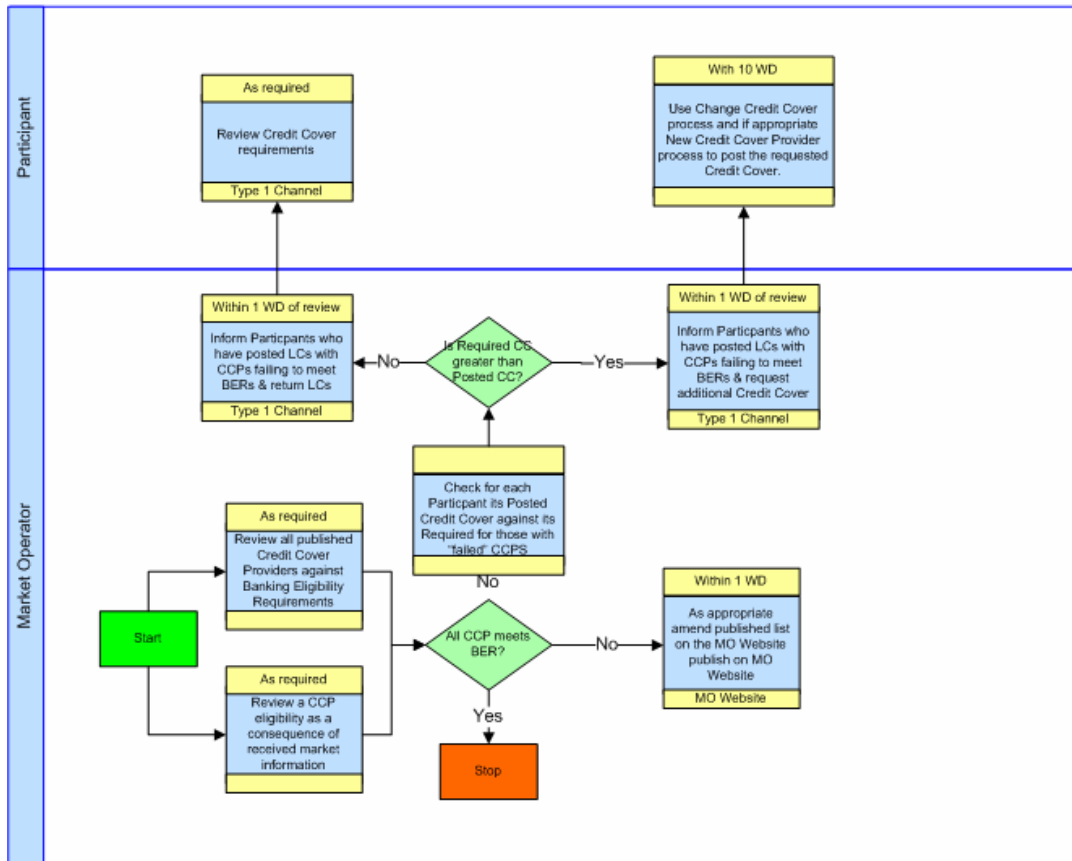 Participant
As required
Review Credit Cover
requirements
Type 1 Channel
With 10 WD
Use Change Credit Cover
process and if appropriate
New Credit Cover Provider
process to post the requested
Credit Cover.
Market Operator
Within 1 WD of review
Inform Particpants who
have posted LCs with
CCPs failing to meet
BERs & return LCs
Type 1 Channel
No
Is Required CC
greater than
Posted CC?
Yes
Within 1 WD of review
Inform Particpants who
have posted LCs with
CCPs failing to meet
BERs & request
additional Credit Cover
Type 1 Channel
Check for each
Particpant its Posted
Credit Cover against its
Required for those with
"failed" CCPS
No
As required
Review all published
Credit Cover
Providers against
Banking Eligibility
Requirements
Start
As required
Review a CCP
eligibility as a
consequence of
received market
information
All CCP meets
BER?
No
Within 1 WD
As appropriate
amend published list
on the MO Website
publish on MO
Website
MO Website
Yes
Stop